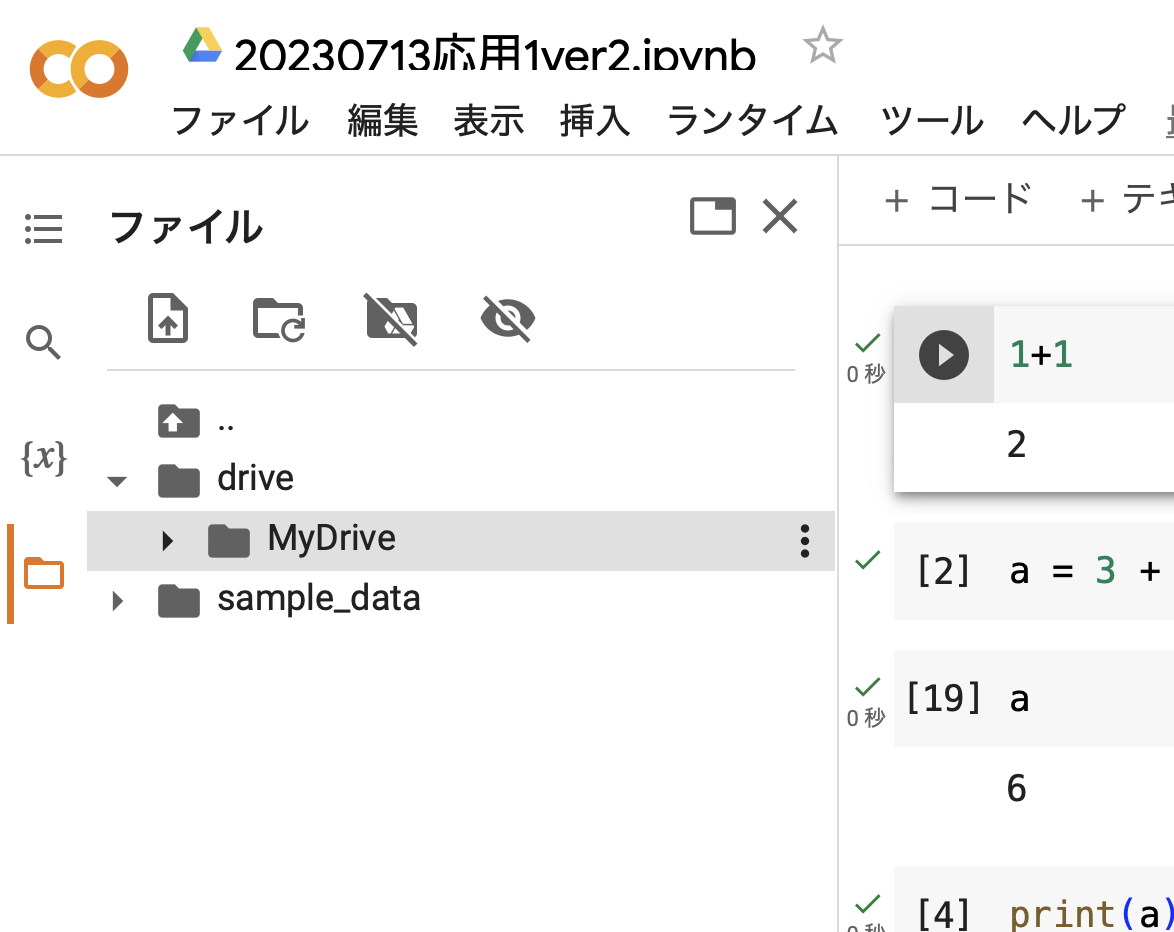 20230713応用1ver2.ipynb
ファイル 編集 表示 挿入 ランタイム ツール ヘルプ
ファイル
+ コード + テキ
..
drive
MyDrive
sample_data
{x}
0 秒
1+1
2
[2] a = 3 +
[19] a
0 秒
6
[4] print(a)
0 秒